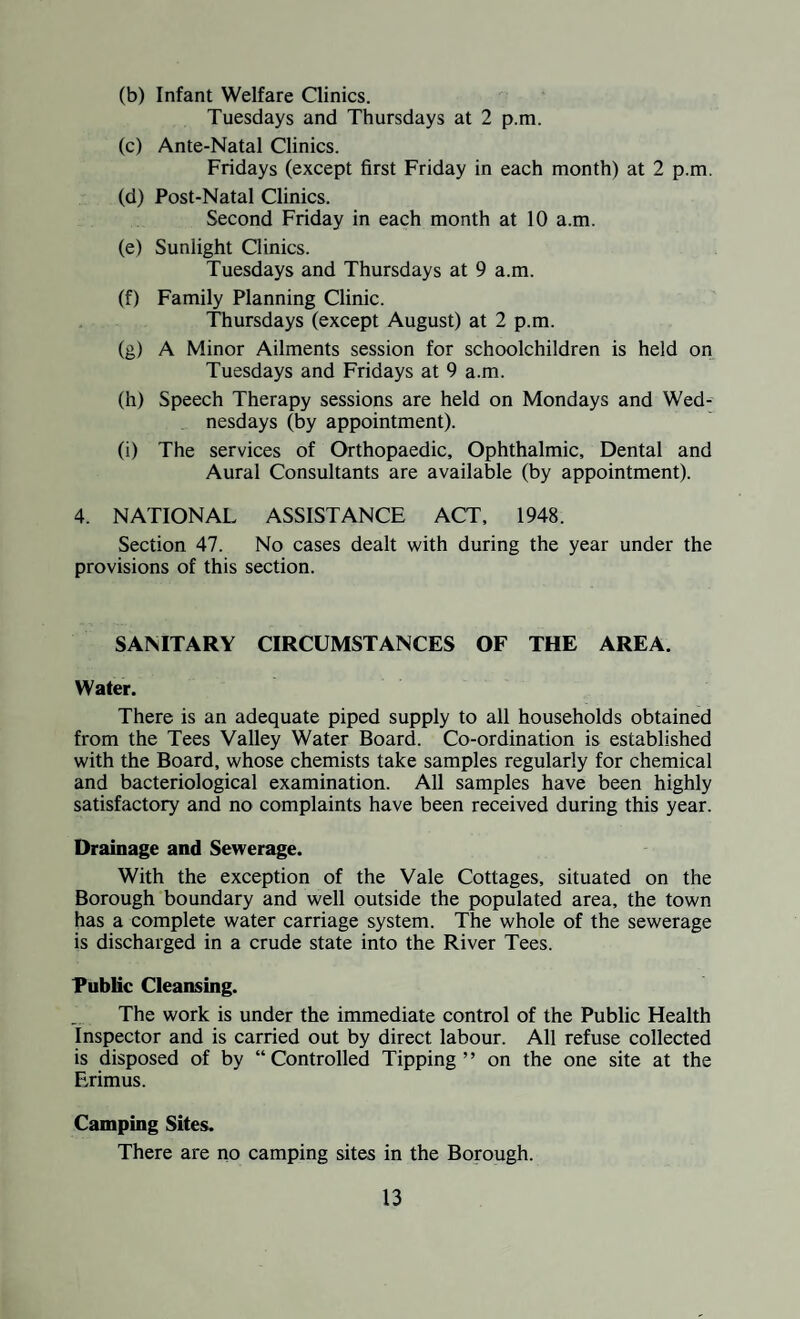 (b) Infant Welfare Clinics.
Tuesdays and Thursdays at 2 p.m.
(c) Ante-Natal Clinics.
Fridays (except first Friday in each month) at 2 p.m.
(d) Post-Natal Clinics.
Second Friday in each month at 10 a.m.
(e) Sunlight Clinics.
Tuesdays and Thursdays at 9 a.m.
(f) Family Planning Clinic.
Thursdays (except August) at 2 p.m.
(g) A Minor Ailments session for schoolchildren is held on
Tuesdays and Fridays at 9 a.m.
(h) Speech Therapy sessions are held on Mondays and Wed-
nesdays (by appointment).
(i) The services of Orthopaedic, Ophthalmic, Dental and
Aural Consultants are available (by appointment).
4. NATIONAL ASSISTANCE ACT, 1948.
Section 47. No cases dealt with during the year under the
provisions of this section.
SANITARY CIRCUMSTANCES OF THE AREA.
Water.
There is an adequate piped supply to all households obtained
from the Tees Valley Water Board. Co-ordination is established
with the Board, whose chemists take samples regularly for chemical
and bacteriological examination. All samples have been highly
satisfactory and no complaints have been received during this year.
Drainage and Sewerage.
With the exception of the Vale Cottages, situated on the
Borough boundary and well outside the populated area, the town
has a complete water carriage system. The whole of the sewerage
is discharged in a crude state into the River Tees.
Public Cleansing.
The work is under the immediate control of the Public Health
Inspector and is carried out by direct labour. All refuse collected
is disposed of by “Controlled Tipping” on the one site at the
Erimus.
Camping Sites.
There are no camping sites in the Borough.
13